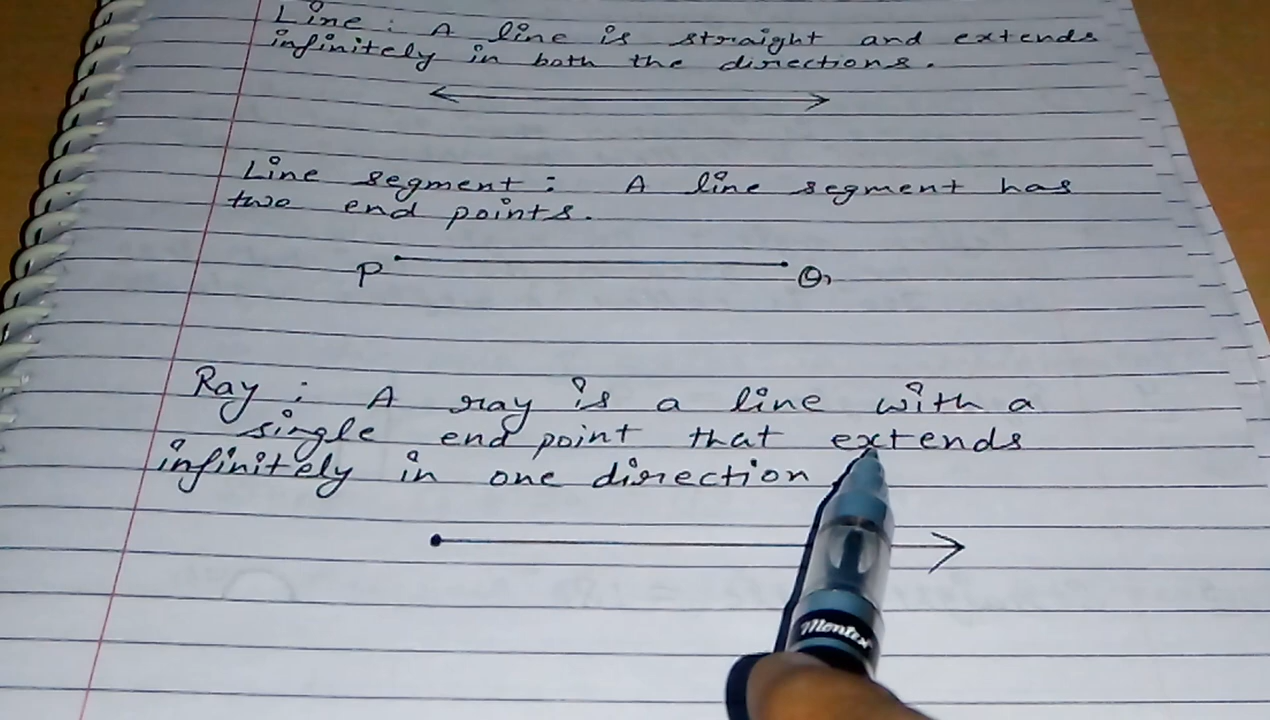 Line : A line is straight and extends
infinitely in both the directions.
Line segment : A line segment has
two end points.
P Q
Ray : A ray is a line with a
single end point that extends
infinitely in one direction
Montex